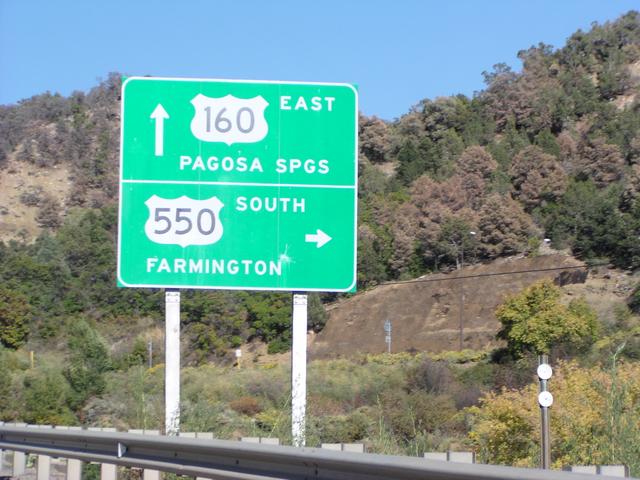 160 EAST
PAGOSA SPGS
550 SOUTH
FARMINGTON